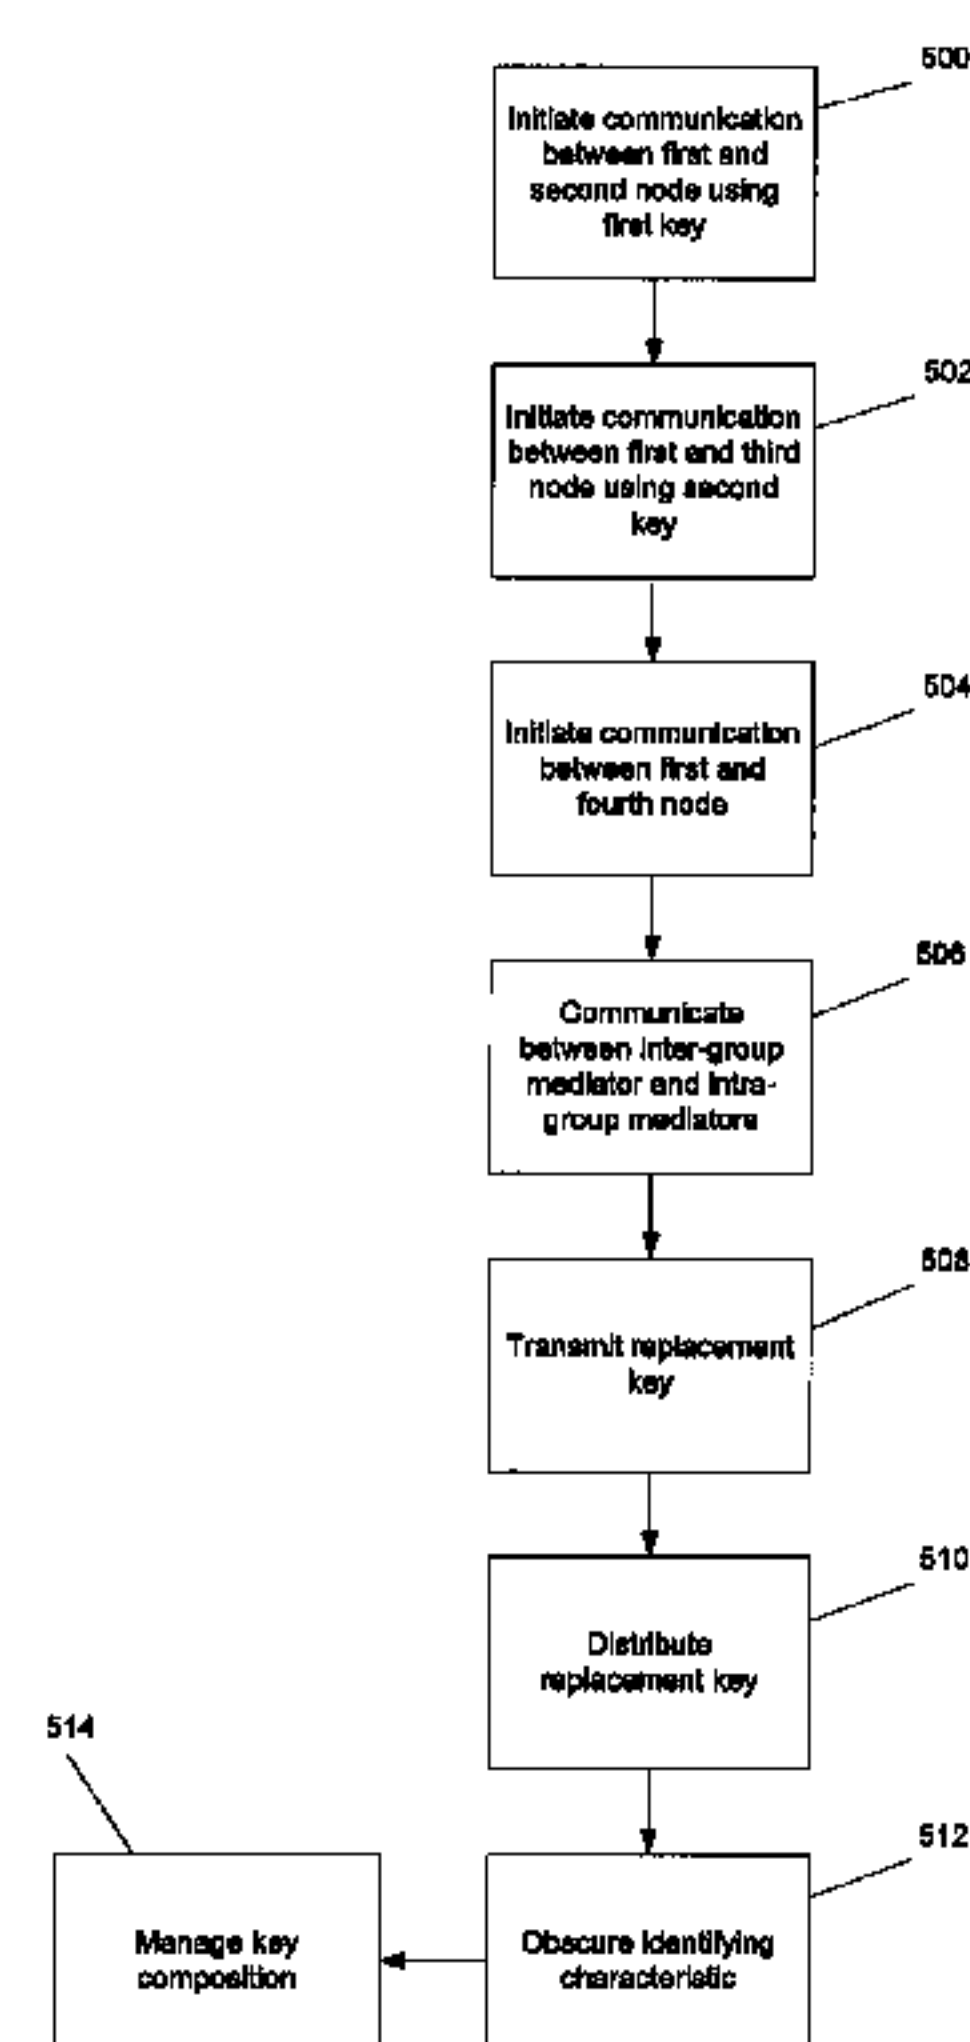 500
Initiate communication
between first and
second node using
first key
502
Initiate communication
between first and third
node using second
key
504
Initiate communication
between first and
fourth node
506
Communicate
between inter-group
mediator and intra-
group mediators
508
Transmit replacement
key
510
Distribute
replacement key
514
512
Manage key
composition
Obscure identifying
characteristic